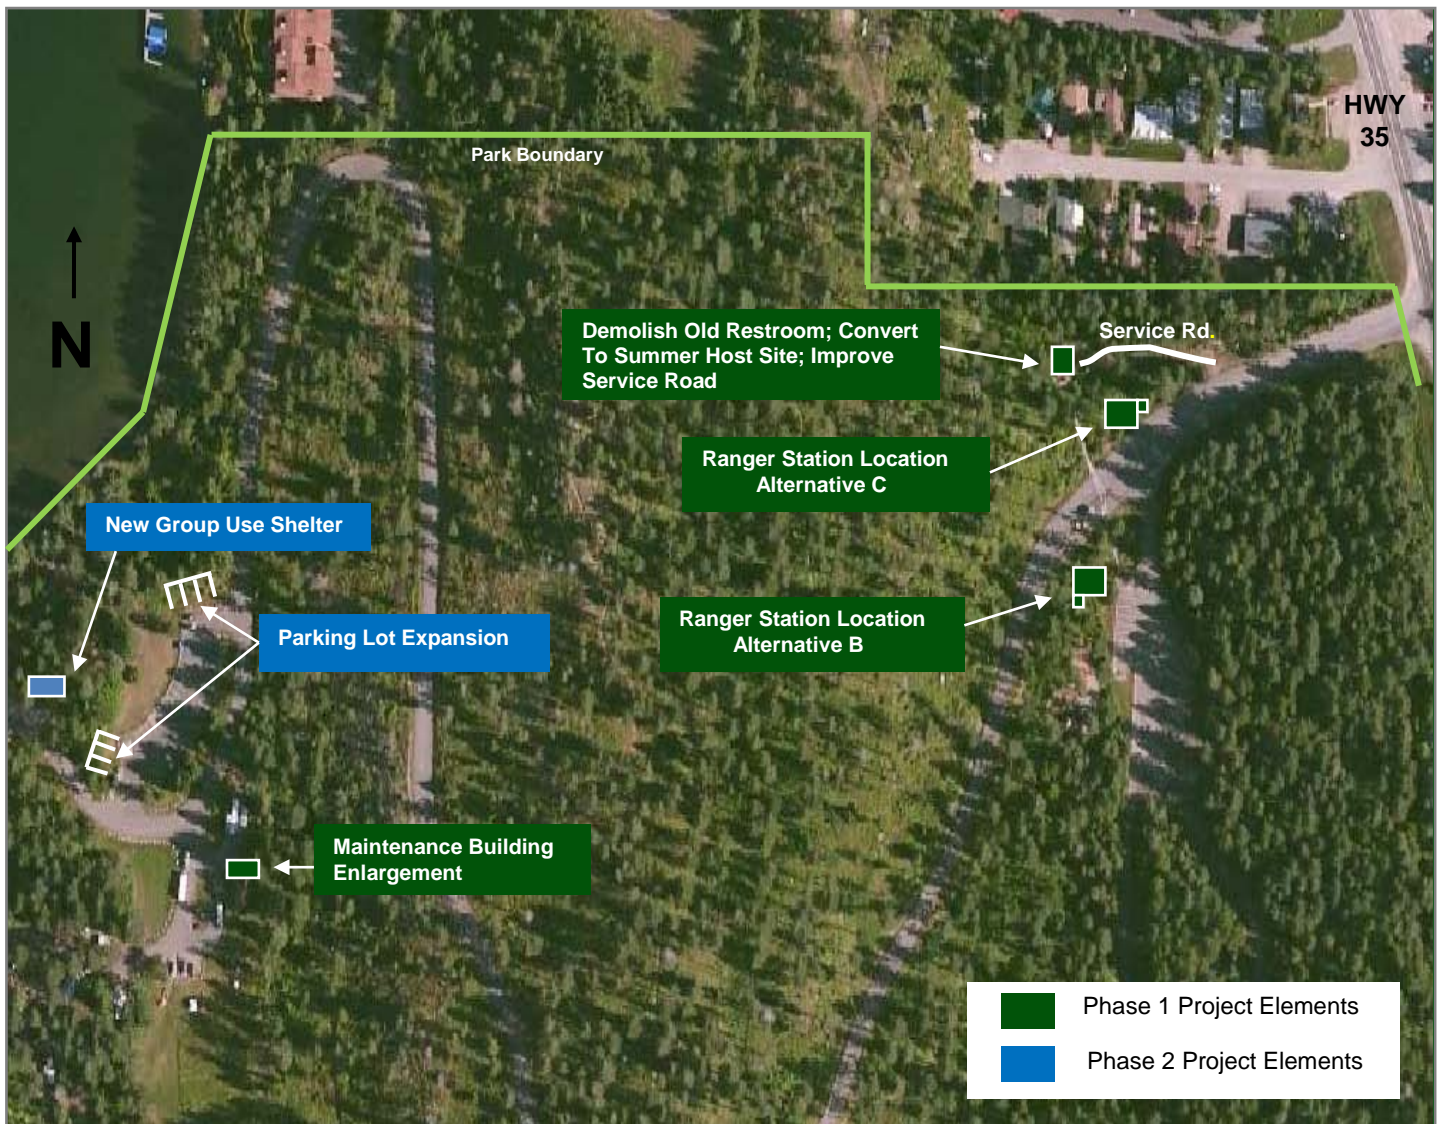 HWY
35
Park Boundary
N
Demolish Old Restroom; Convert
To Summer Host Site; Improve
Service Road
Service Rd.
Ranger Station Location
Alternative C
New Group Use Shelter
Ranger Station Location
Alternative B
Parking Lot Expansion
Maintenance Building
Enlargement
Phase 1 Project Elements
Phase 2 Project Elements